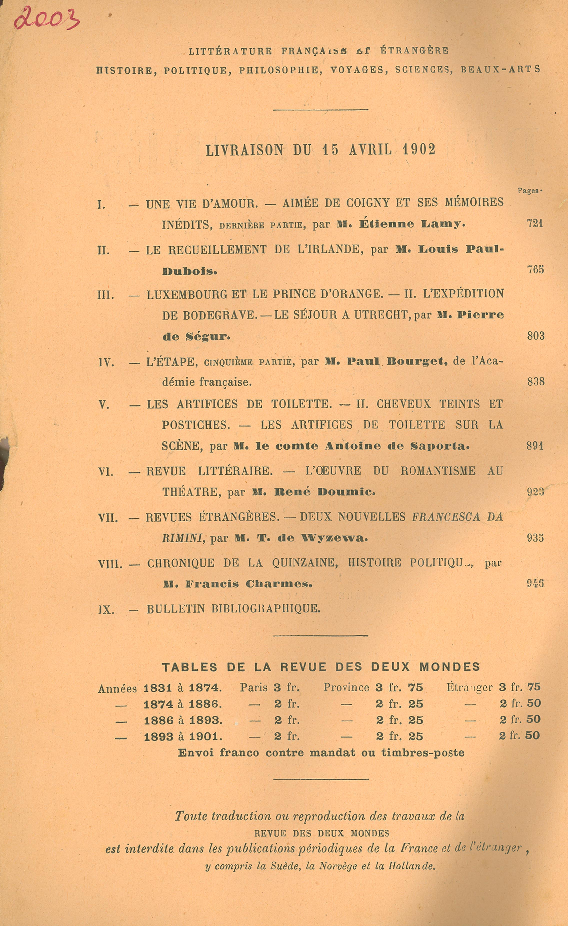 2003
LITTÉRATURE FRANÇAISE ET ÉTRANGÈRE
HISTOIRE, POLITIQUE, PHILOSOPHIE, VOYAGES, SCIENCES, BEAUX-ARTS
LIVRAISON DU 15 AVRIL 1902
Pages.
I. — UNE VIE D'AMOUR. — AIMÉE DE COIGNY ET SES MÉMOIRES
INÉDITS, DERNIÈRE PARTIE, par M. Étienne Lamy. 721
II. — LE RECUEILLEMENT DE L'IRLANDE, par M. Louis Paul-
Dubois. 765
III. — LUXEMBOURG ET LE PRINCE D'ORANGE. — II. L'EXPÉDITION
DE BODEGRAVE. — LE SÉJOUR A UTRECHT, par M. Pierre
de Ségur. 803
IV. — L'ÉTAPE, CINQUIÈME PARTIE, par M. Paul Bourget, de l'Aca-
démie française. 838
V. — LES ARTIFICES DE TOILETTE. — II. CHEVEUX TEINTS ET
POSTICHES. — LES ARTIFICES DE TOILETTE SUR LA
SCÈNE, par M. le comte Antoine de Saporta. 891
VI. — REVUE LITTÉRAIRE. — L'ŒUVRE DU ROMANTISME AU
THÉATRE, par M. René Doumic. 923
VII. — REVUES ÉTRANGÈRES. — DEUX NOUVELLES FRANCESCA DA
RIMINI, par M. T. de Wyzewa. 935
VIII. — CHRONIQUE DE LA QUINZAINE, HISTOIRE POLITIQUE, par
M. Francis Charmes. 946
IX. — BULLETIN BIBLIOGRAPHIQUE.
TABLES DE LA REVUE DES DEUX MONDES
Années 1831 à 1874. Paris 3 fr. Province 3 fr. 75 Étranger 3 fr. 75
— 1874 à 1886. — 2 fr. — 2 fr. 25 — 2 fr. 50
— 1886 à 1893. — 2 fr. — 2 fr. 25 — 2 fr. 50
— 1893 à 1901. — 2 fr. — 2 fr. 25 — 2 fr. 50
Envoi franco contre mandat ou timbres-poste
Toute traduction ou reproduction des travaux de la
REVUE DES DEUX MONDES
est interdite dans les publications périodiques de la France et de l'étranger,
y compris la Suède, la Norvège et la Hollande.